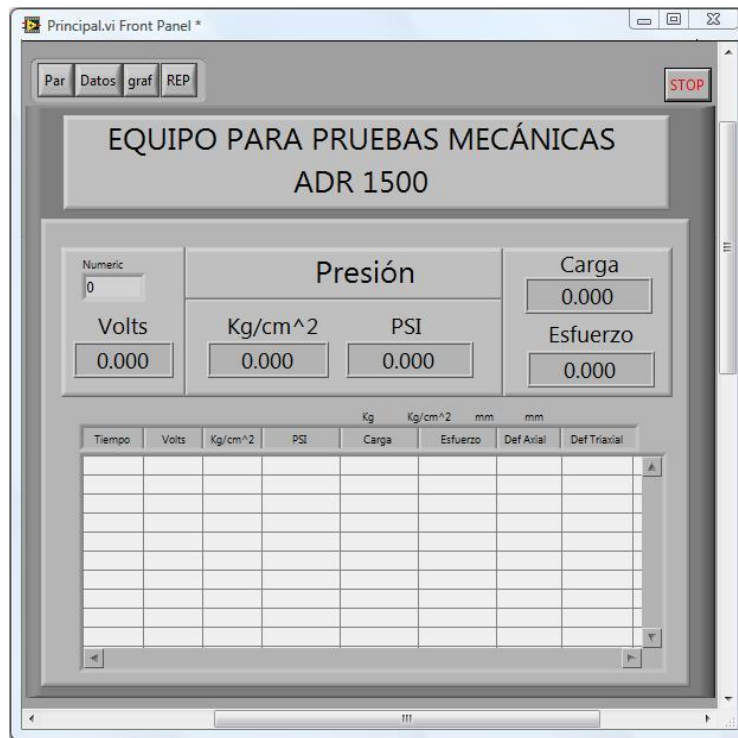 Principal.vi Front Panel *
Par Datos graf REP STOP
EQUIPO PARA PRUEBAS MECÁNICAS
ADR 1500
Numeric
0
Volts
0.000
Presión
Kg/cm^2 PSI
0.000 0.000
Carga
0.000
Esfuerzo
0.000
Kg Kg/cm^2 mm mm
Tiempo Volts Kg/cm^2 PSI Carga Esfuerzo Def Axial Def Triaxial